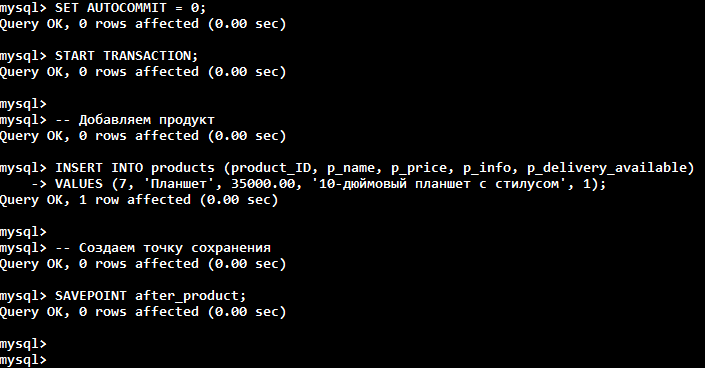 mysql> SET AUTOCOMMIT = 0;
Query OK, 0 rows affected (0.00 sec)
mysql> START TRANSACTION;
Query OK, 0 rows affected (0.00 sec)
mysql>
mysql> -- Добавляем продукт
Query OK, 0 rows affected (0.00 sec)
mysql> INSERT INTO products (product_ID, p_name, p_price, p_info, p_delivery_available)
-> VALUES (7, 'Планшет', 35000.00, '10-дюймовый планшет с стилусом', 1);
Query OK, 1 row affected (0.00 sec)
mysql>
mysql> -- Создаем точку сохранения
Query OK, 0 rows affected (0.00 sec)
mysql> SAVEPOINT after_product;
Query OK, 0 rows affected (0.00 sec)
mysql>
mysql>